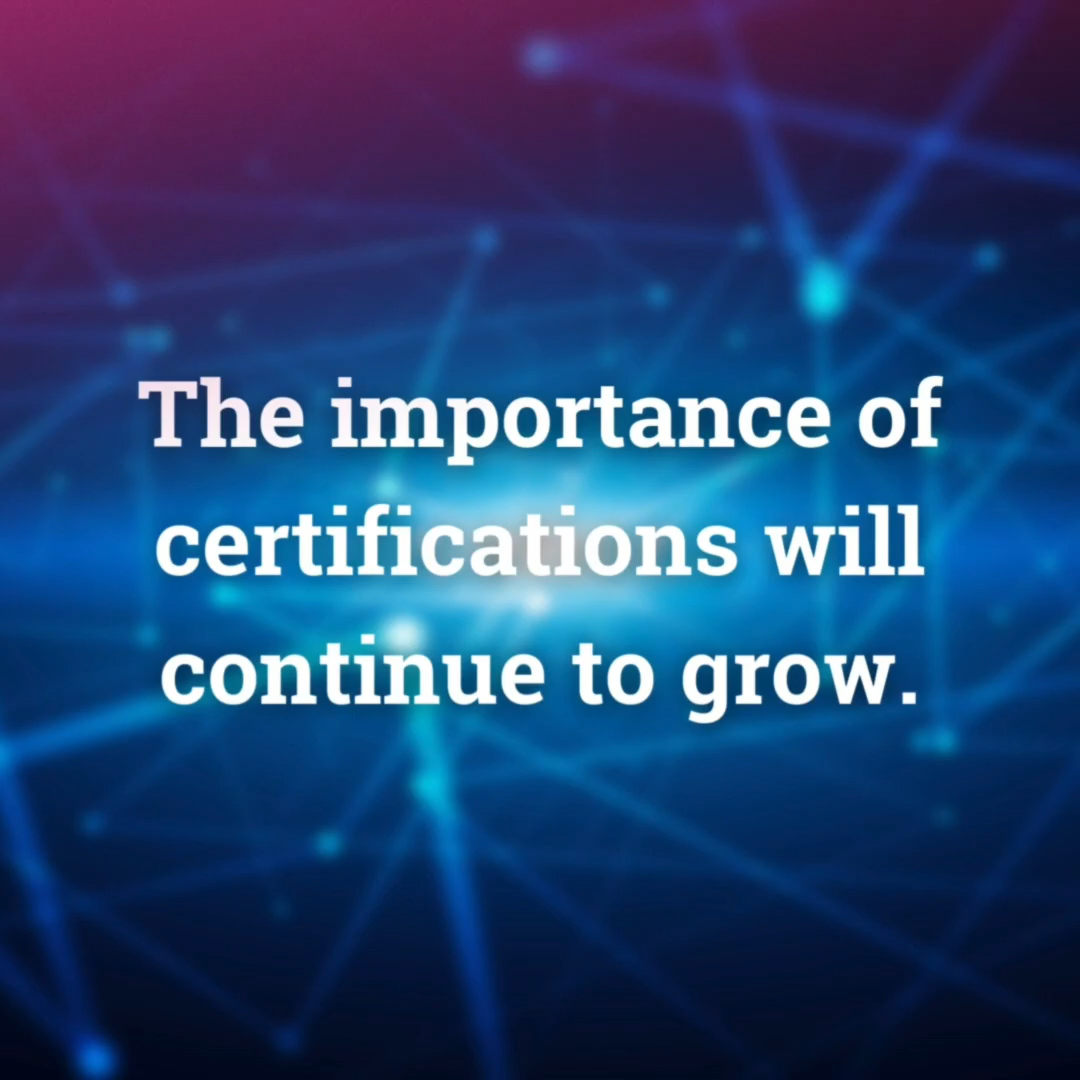 The importance of
certifications will
continue to grow.